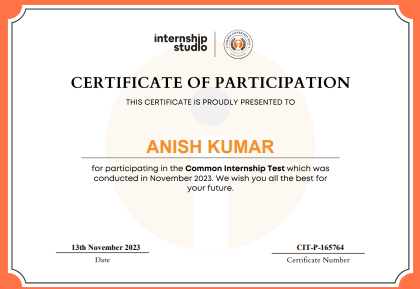 internship
studio
CERTIFICATE OF PARTICIPATION
THIS CERTIFICATE IS PROUDLY PRESENTED TO
ANISH KUMAR
for participating in the Common Internship Test which was
conducted in November 2023. We wish you all the best for
your future.
13th November 2023
Date
CIT-P-165764
Certificate Number